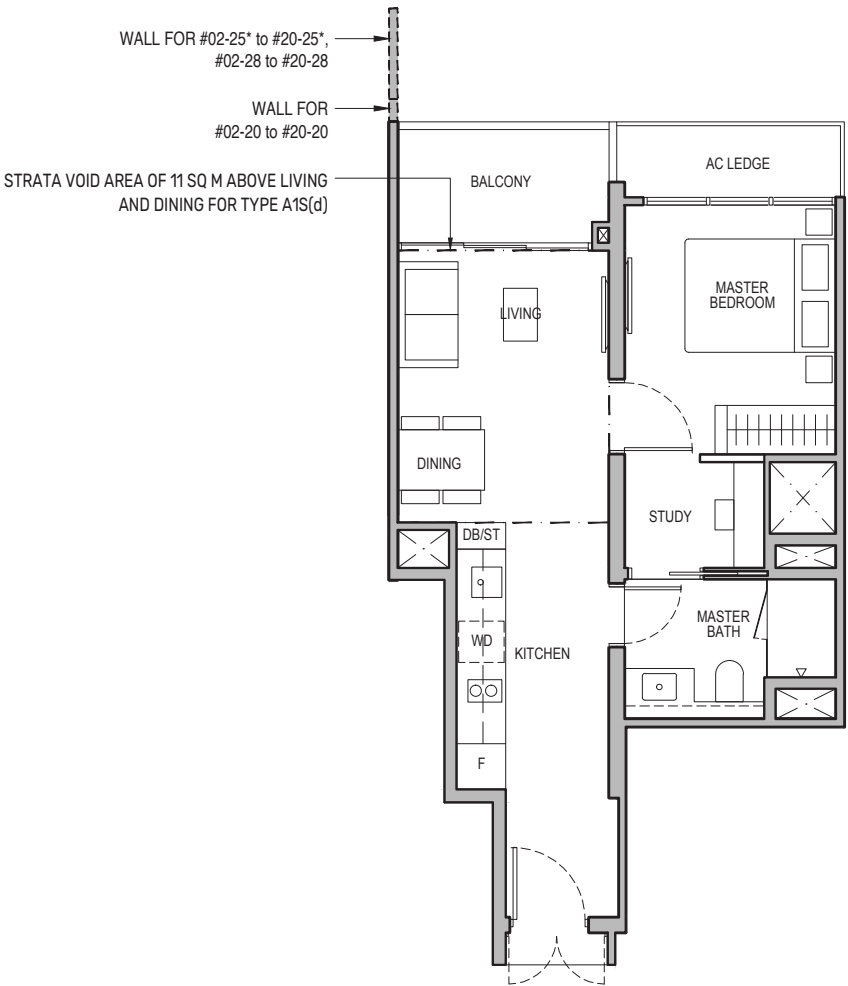 WALL FOR #02-25* to #20-25*,
#02-28 to #20-28
WALL FOR
#02-20 to #20-20
STRATA VOID AREA OF 11 SQ M ABOVE LIVING
AND DINING FOR TYPE A1S(d)
BALCONY
AC LEDGE
MASTER
BEDROOM
LIVING
DINING
STUDY
DB/ST
MASTER
BATH
WD
KITCHEN
F